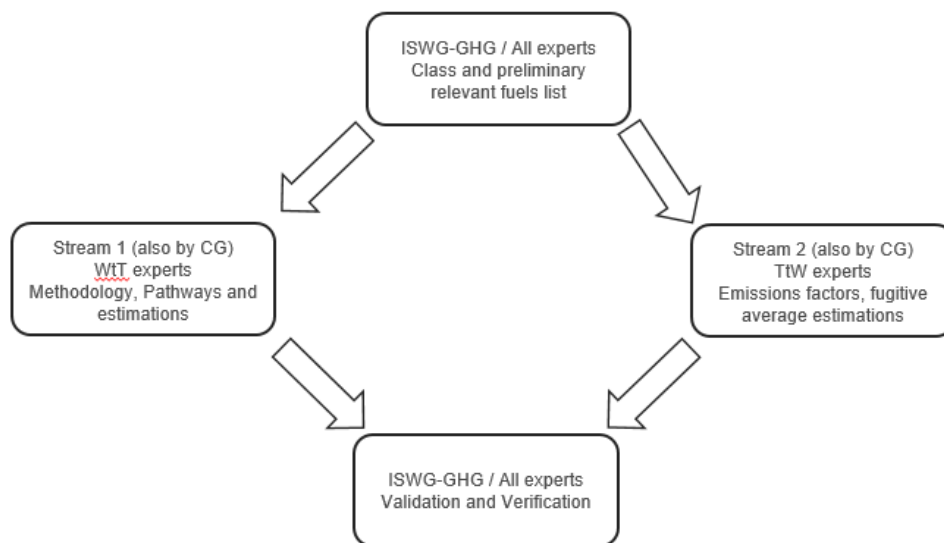 ISWG-GHG / All experts
Class and preliminary
relevant fuels list
Stream 1 (also by CG)
WtT experts
Methodology, Pathways and
estimations
Stream 2 (also by CG)
TtW experts
Emissions factors, fugitive
average estimations
ISWG-GHG / All experts
Validation and Verification